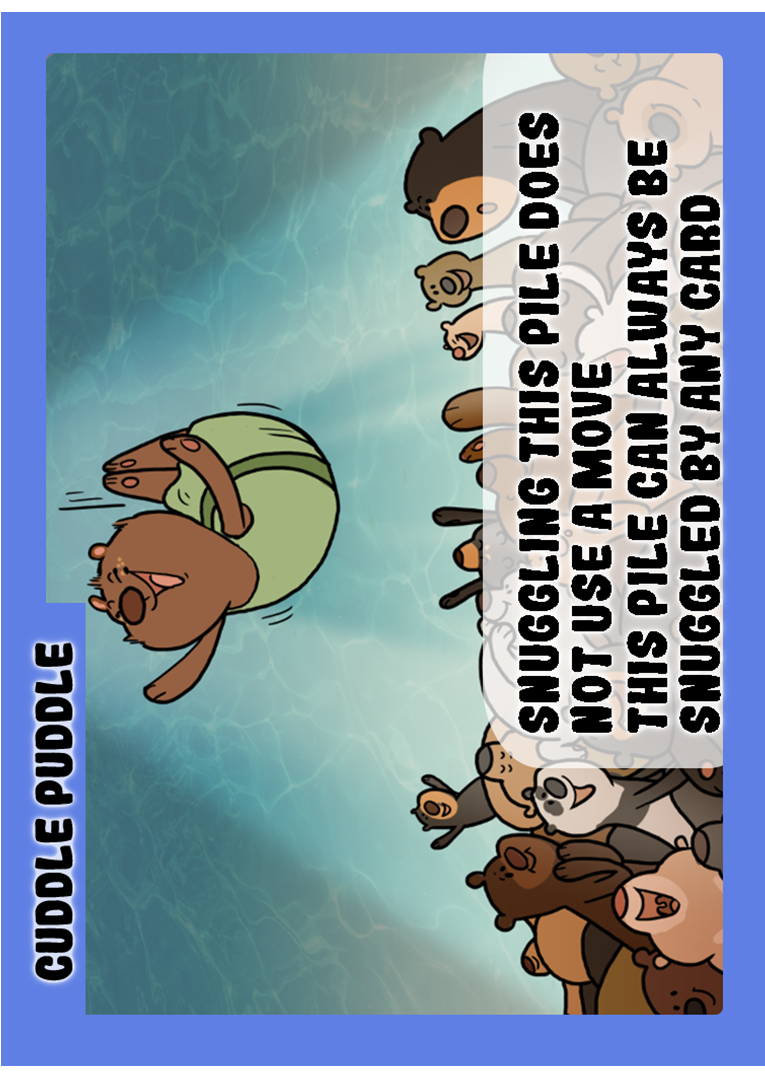 CUDDLE PUDDLE
SNUGGLING THIS PILE DOES
NOT USE A MOVE
THIS PILE CAN ALWAYS BE
SNUGGLED BY ANY CARD